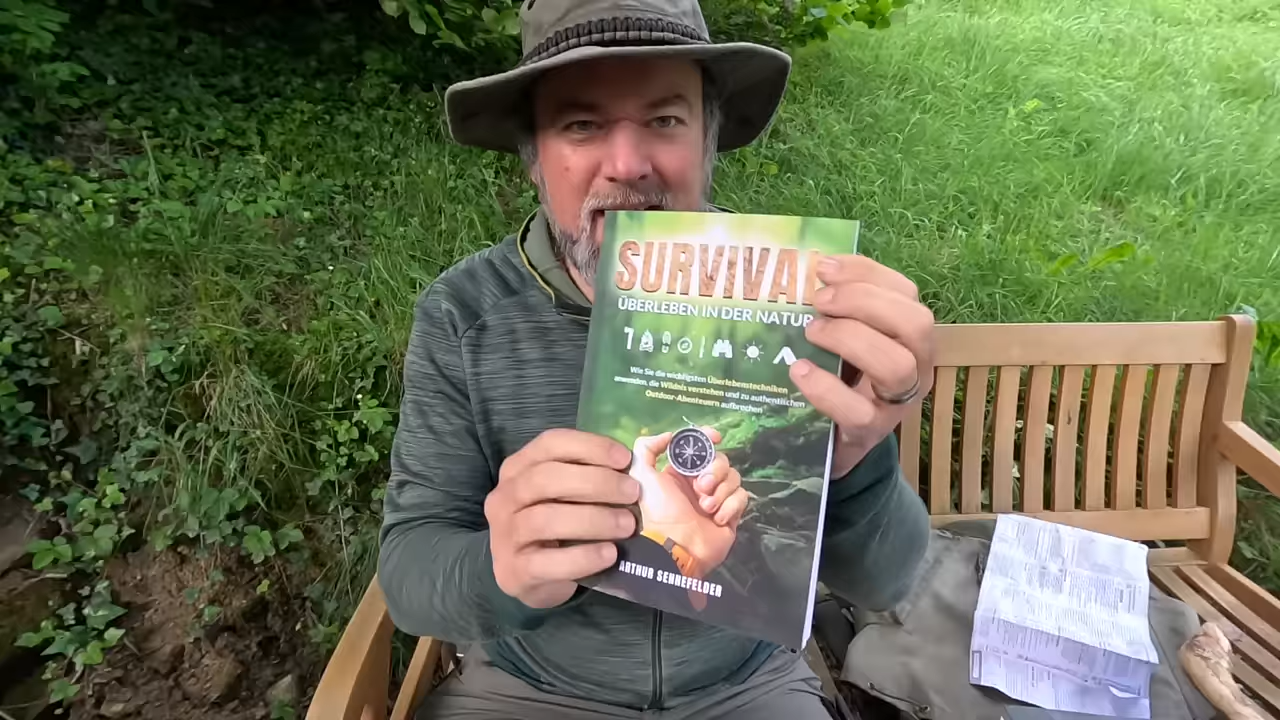 SURVIVAL
ÜBERLEBEN IN DER NATUR
Wie Sie die wichtigsten Überlebenstechniken
anwenden, die Wildnis verstehen und zu authentischen
Outdoor-Abenteuern aufbrechen
ARTHUR SENNEFELDER